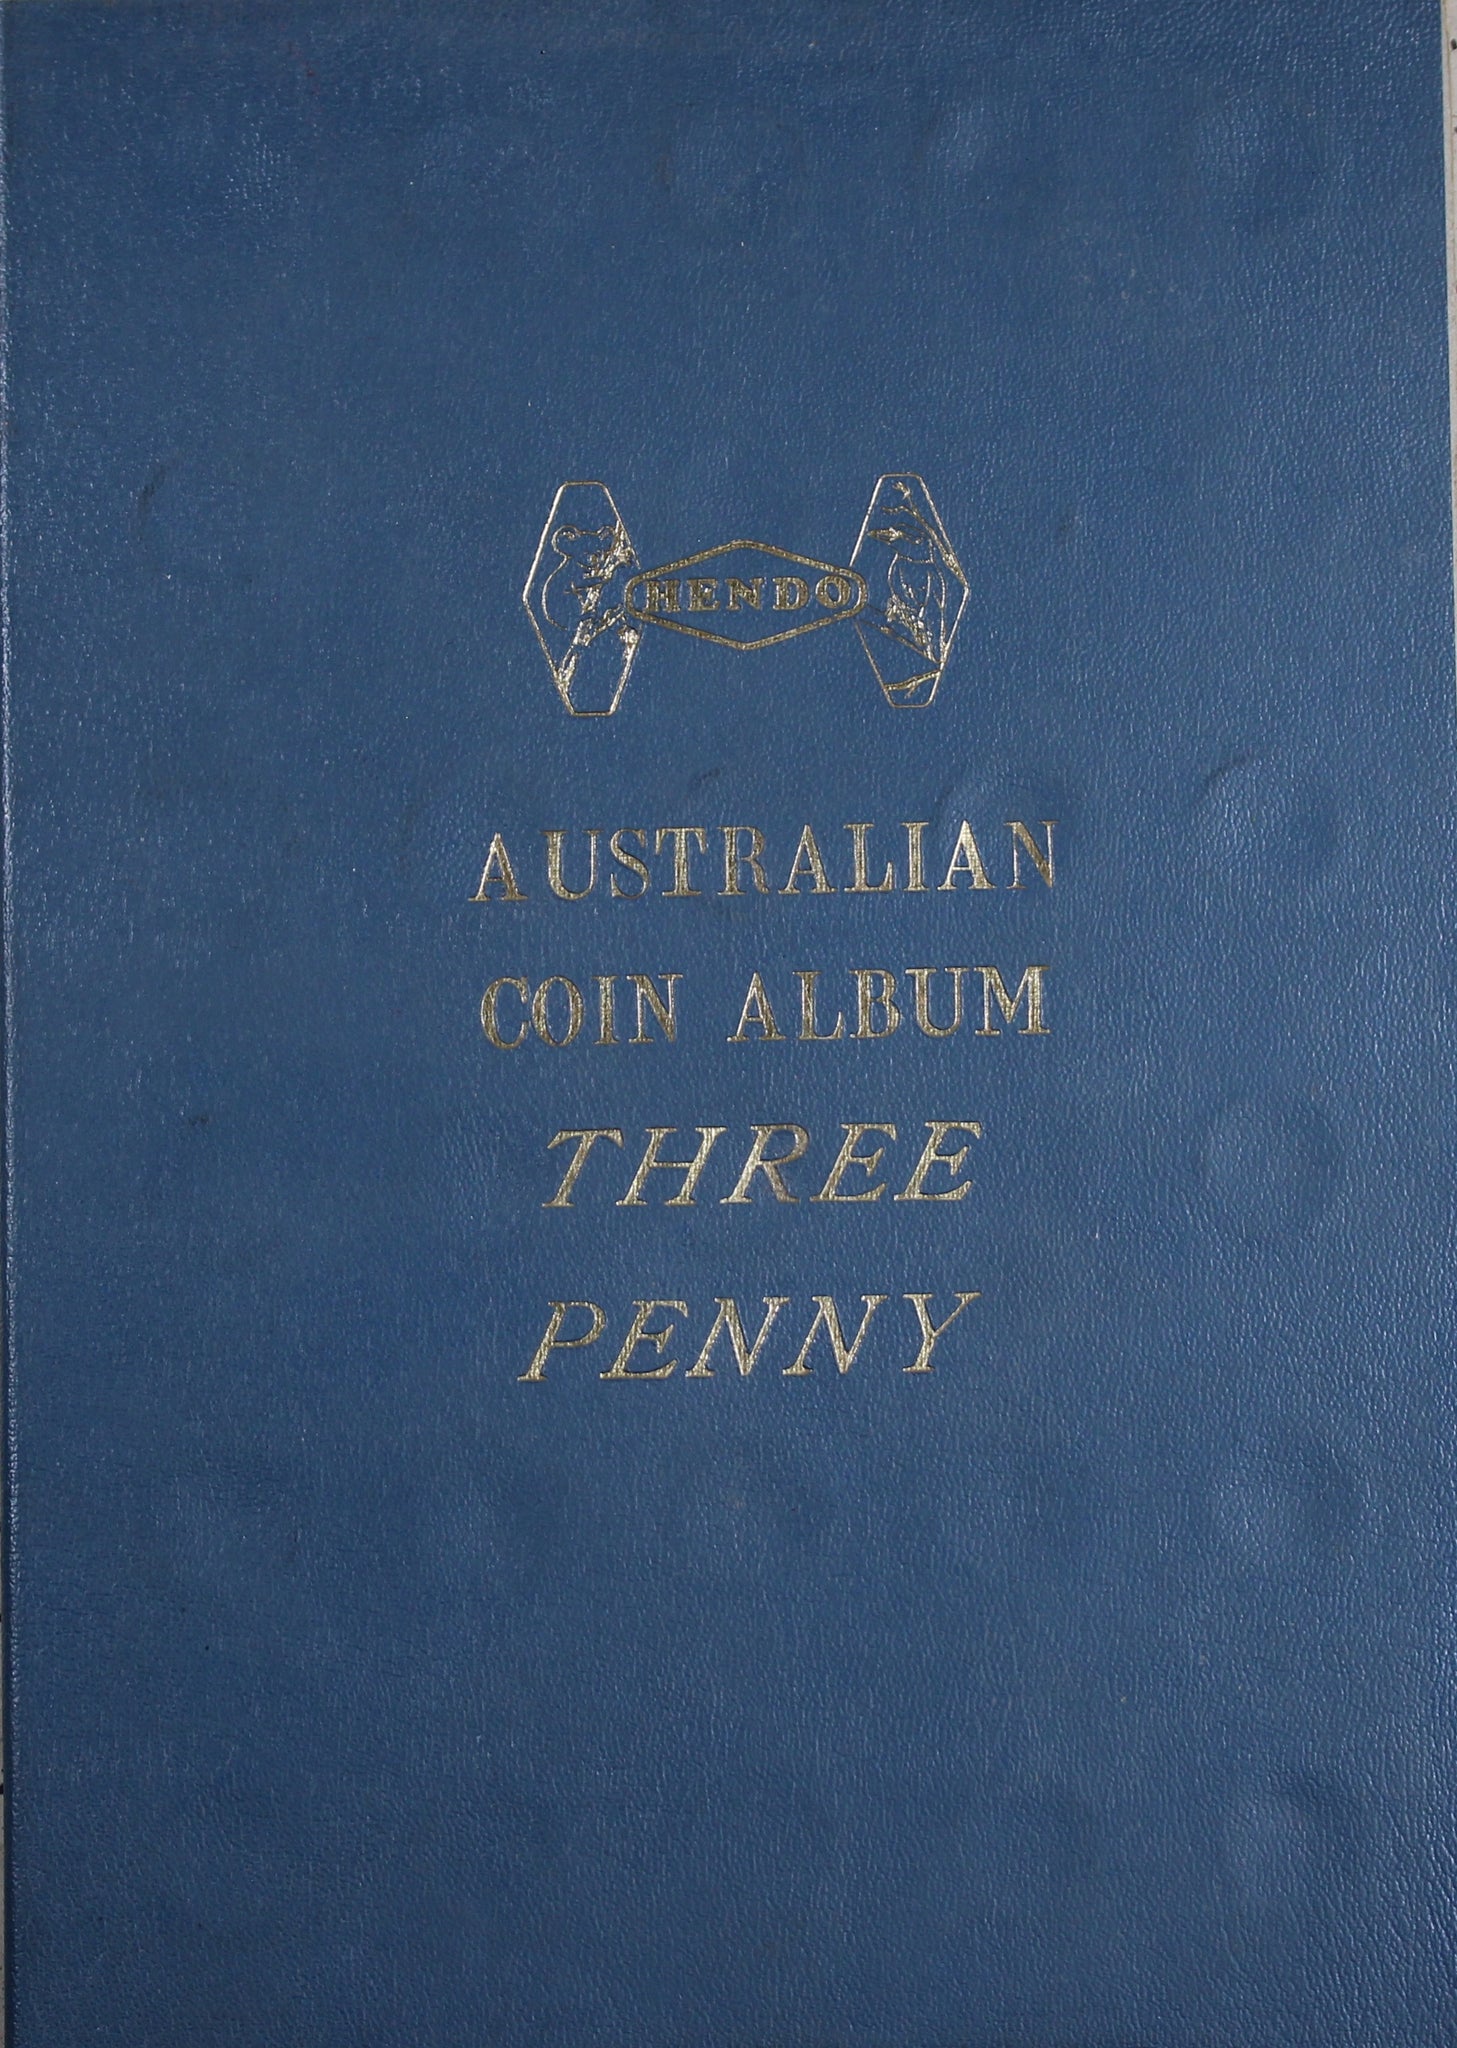 HENDO
AUSTRALIAN
COIN ALBUM
THREE
PENNY